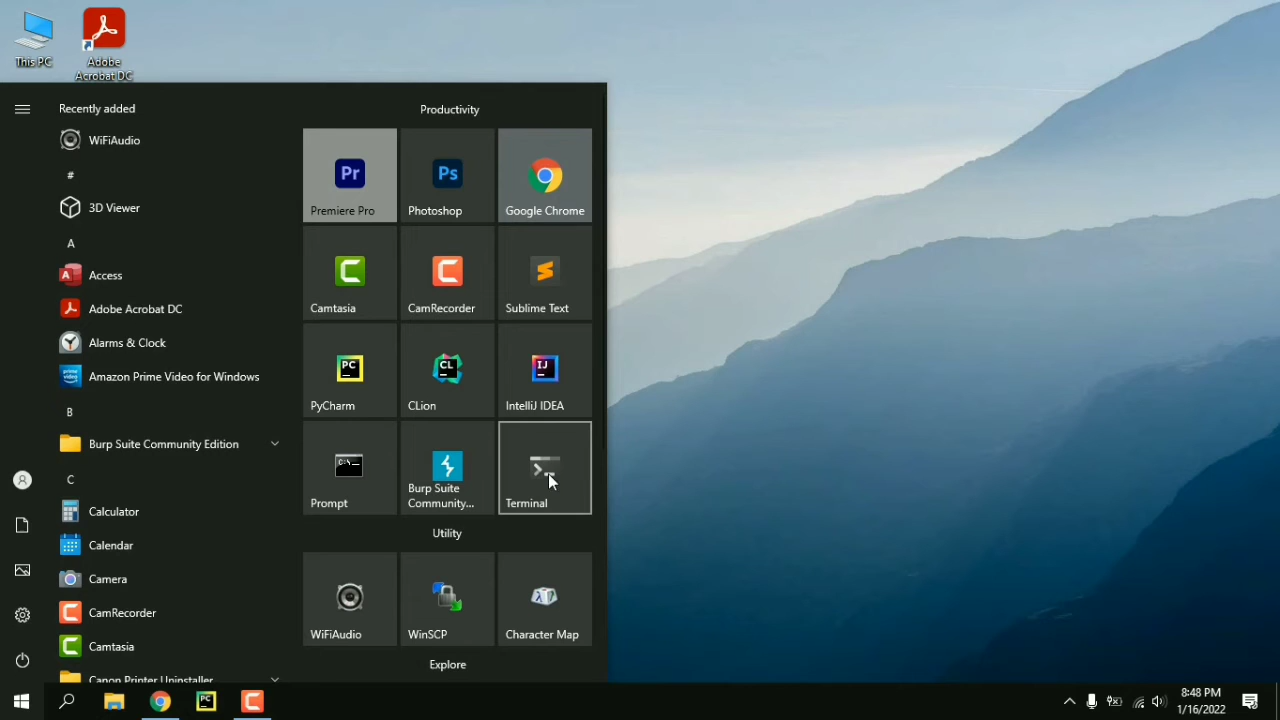 This PC
Adobe
Acrobat DC
Recently added
WiFiAudio
#
3D Viewer
A
Access
Adobe Acrobat DC
Alarms & Clock
Amazon Prime Video for Windows
B
Burp Suite Community Edition
C
Calculator
Calendar
Camera
CamRecorder
Camtasia
Canon Printer Uninstaller
Productivity
Pr
Premiere Pro
Ps
Photoshop
Google Chrome
Camtasia
CamRecorder
Sublime Text
PC
PyCharm
CL
CLion
IJ
IntelliJ IDEA
C:\_
Prompt
Burp Suite
Community...
Terminal
Utility
WiFiAudio
WinSCP
Character Map
Explore
PC
8:48 PM
1/16/2022